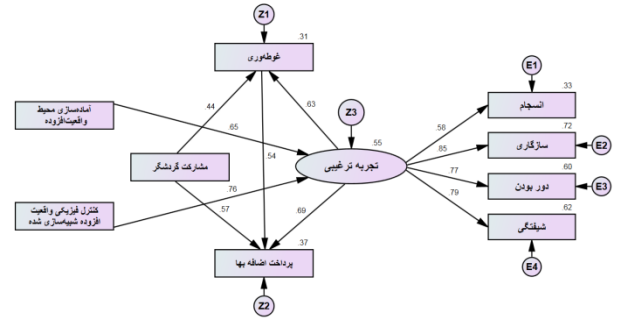 Z1
.31
غوطه‌وری
E1
.33
انسجام
آماده‌سازی محیط
واقعیت‌افزوده
.44
.63
Z3
.58
.72
سازگاری
E2
.65
.55
.85
مشارکت گردشگر
.54
تجربه ترغیبی
.77
.60
دور بودن
E3
.76
.79
کنترل فیزیکی واقعیت
افزوده شبیه‌سازی شده
.57
.69
.62
شیفتگی
.37
پرداخت اضافه بها
E4
Z2